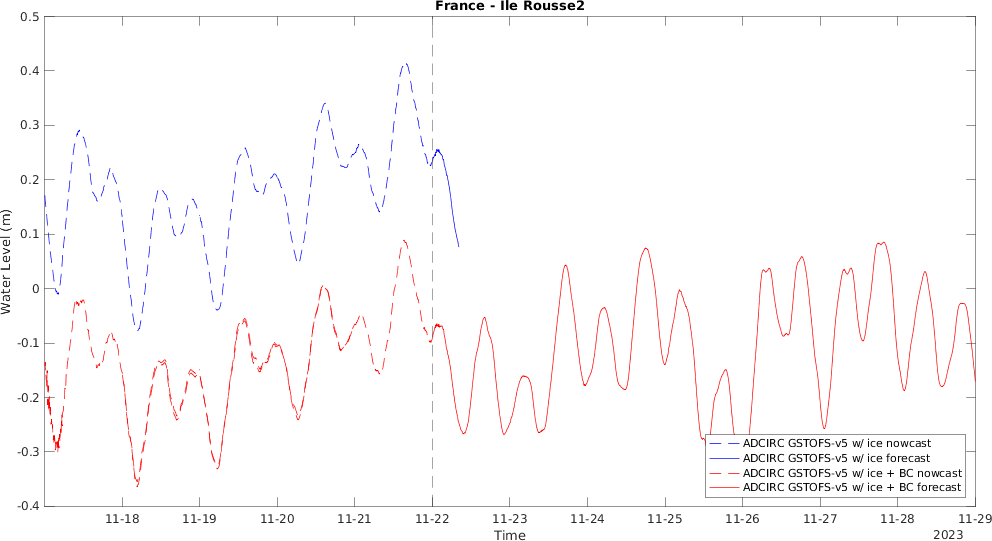 France - Ile Rousse2
Water Level (m)
0.5
0.4
0.3
0.2
0.1
0
-0.1
-0.2
-0.3
-0.4
ADCIRC GSTOFS-v5 w/ ice nowcast
ADCIRC GSTOFS-v5 w/ ice forecast
ADCIRC GSTOFS-v5 w/ ice + BC nowcast
ADCIRC GSTOFS-v5 w/ ice + BC forecast
11-18 11-19 11-20 11-21 11-22 11-23 11-24 11-25 11-26 11-27 11-28 11-29
Time
2023